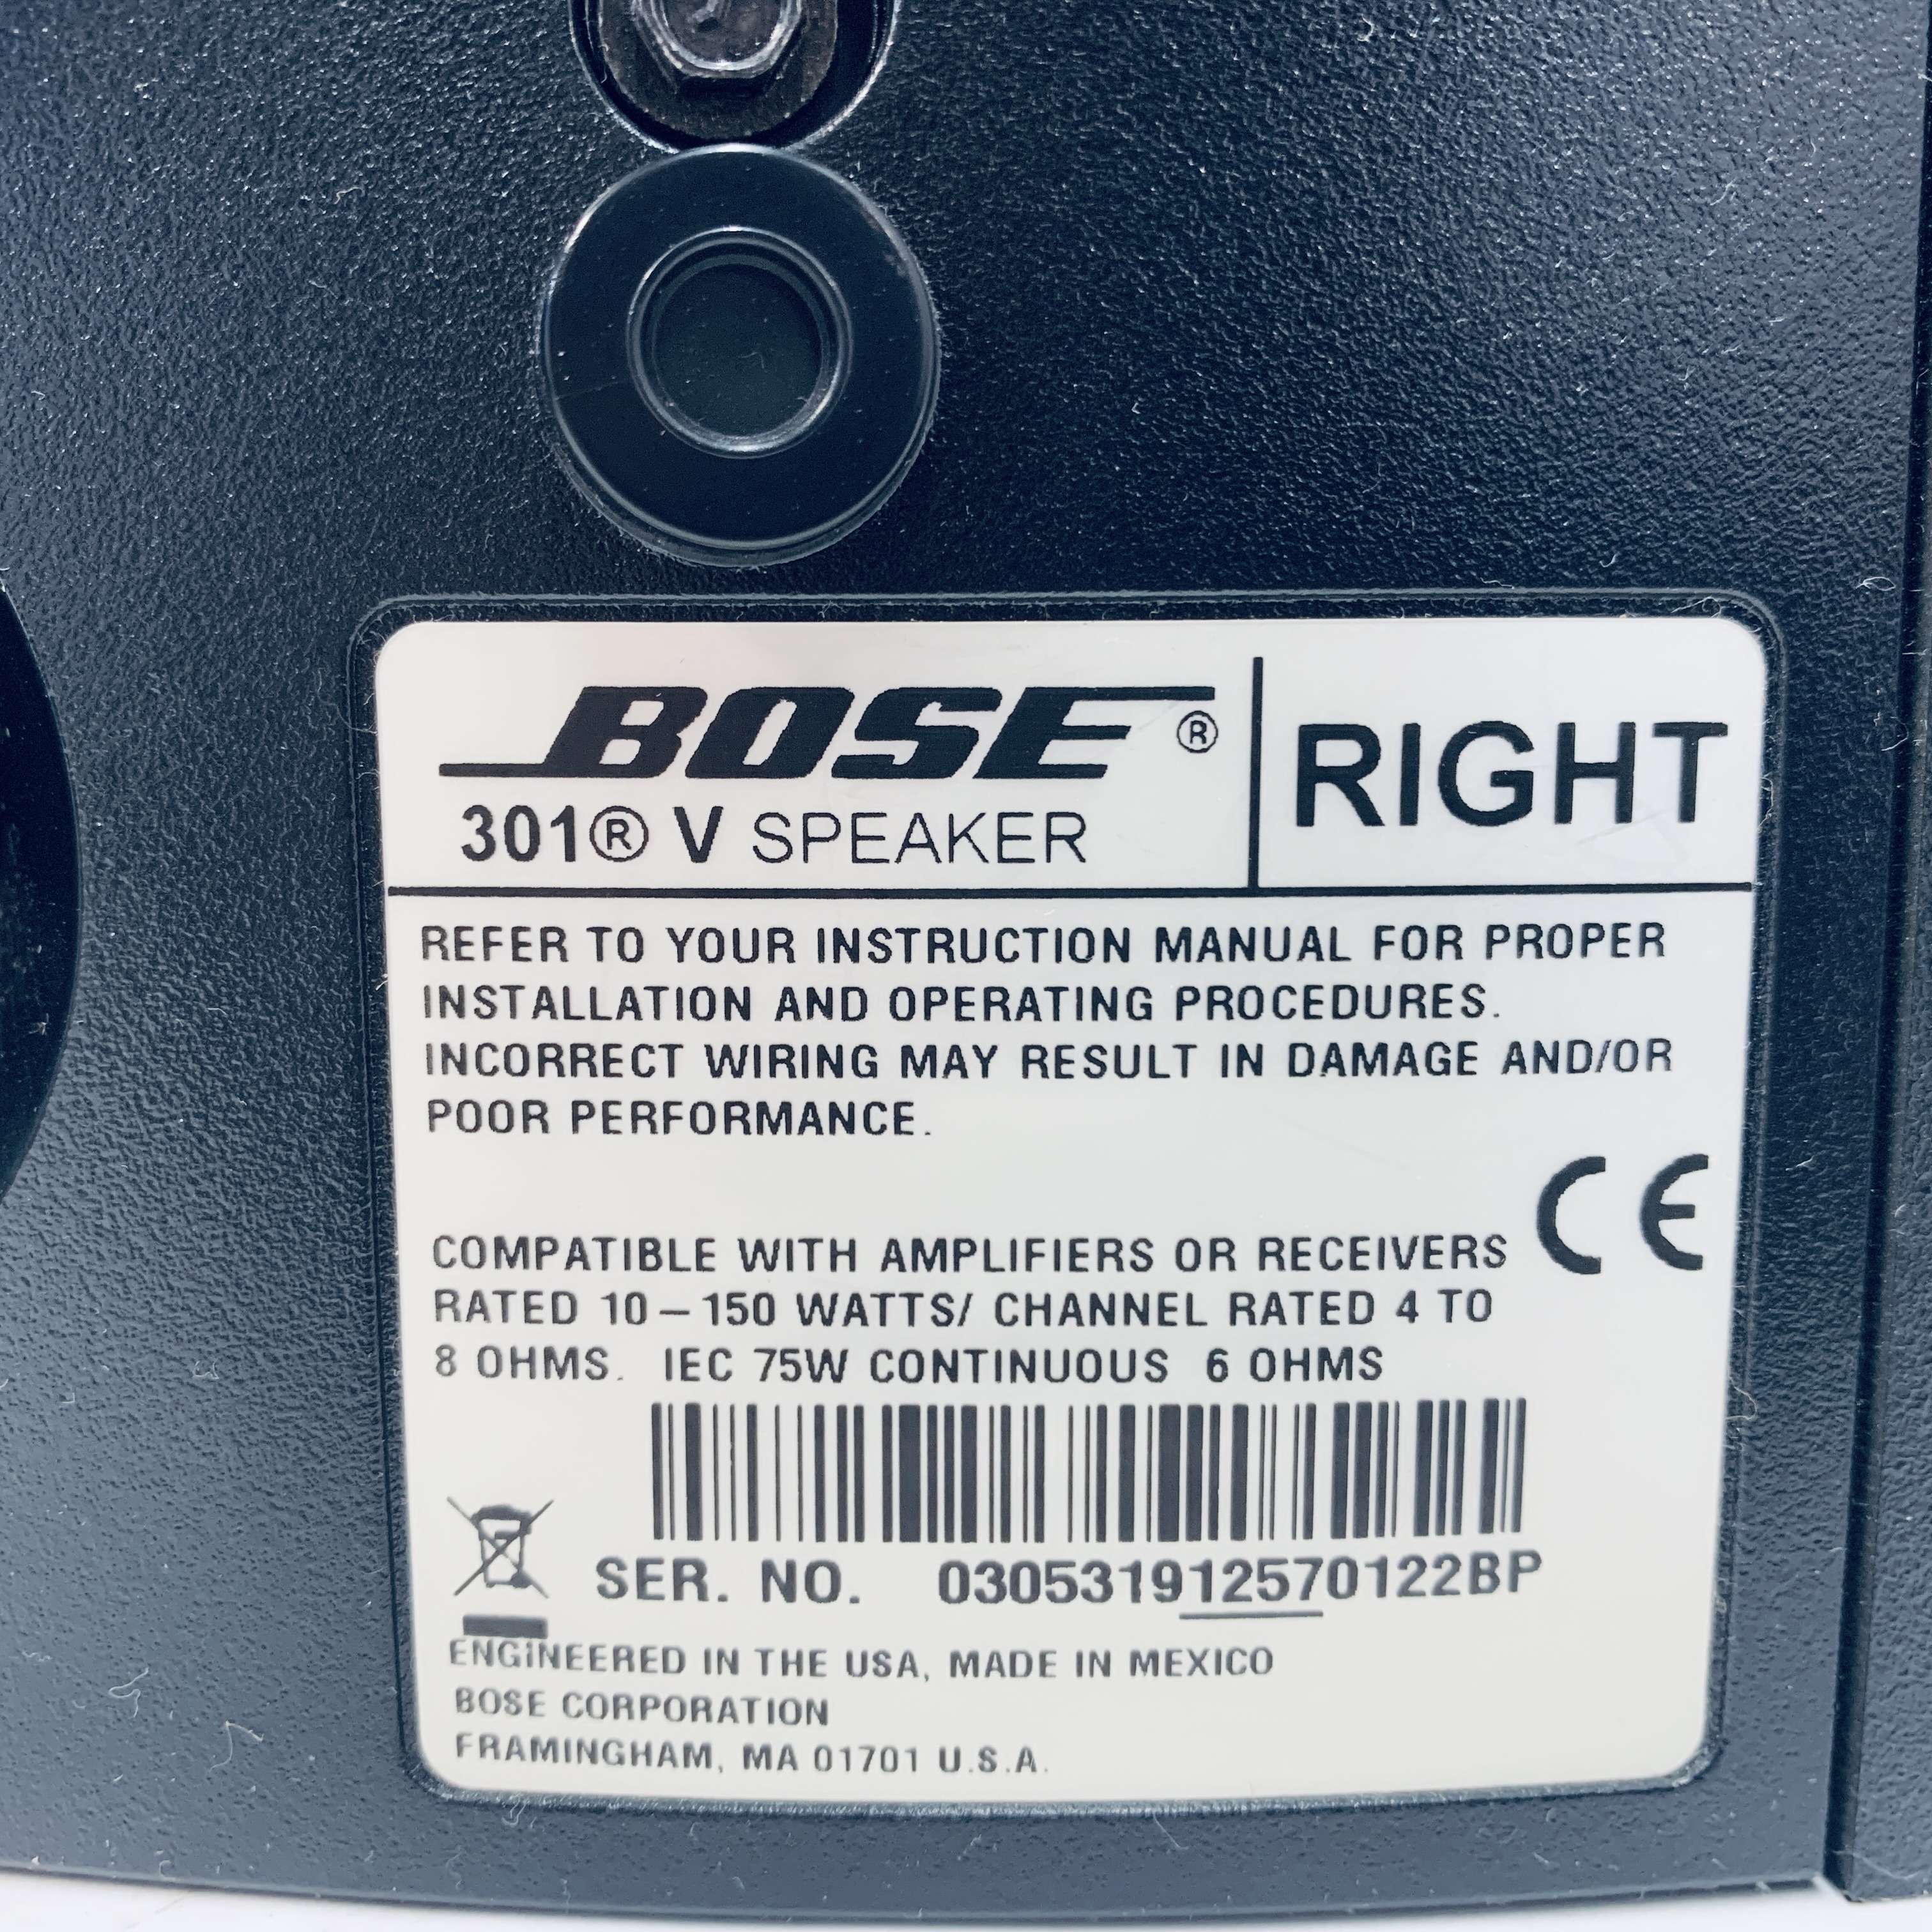 BOSE®
301® V SPEAKER
RIGHT
REFER TO YOUR INSTRUCTION MANUAL FOR PROPER
INSTALLATION AND OPERATING PROCEDURES.
INCORRECT WIRING MAY RESULT IN DAMAGE AND/OR
POOR PERFORMANCE.
CE
COMPATIBLE WITH AMPLIFIERS OR RECEIVERS
RATED 10–150 WATTS/ CHANNEL RATED 4 TO
8 OHMS. IEC 75W CONTINUOUS 6 OHMS
SER. NO. 030531912570122BP
ENGINEERED IN THE USA, MADE IN MEXICO
BOSE CORPORATION
FRAMINGHAM, MA 01701 U.S.A.